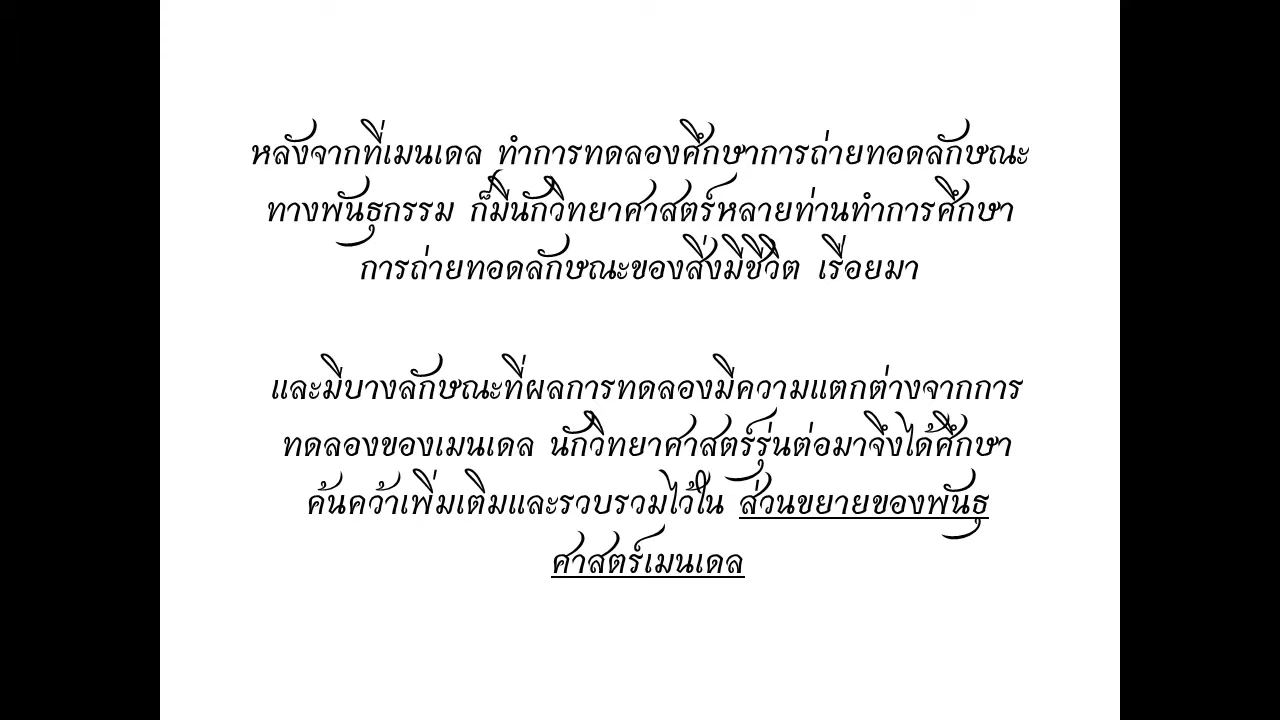 หลังจากที่เมนเดล ทำการทดลองศึกษาการถ่ายทอดลักษณะ
ทางพันธุกรรม ก็มีนักวิทยาศาสตร์หลายท่านทำการศึกษา
การถ่ายทอดลักษณะของสิ่งมีชีวิต เรื่อยมา
และมีบางลักษณะที่ผลการทดลองมีความแตกต่างจากการ
ทดลองของเมนเดล นักวิทยาศาสตร์รุ่นต่อมาจึงได้ศึกษา
ค้นคว้าเพิ่มเติมและรวบรวมไว้ใน ส่วนขยายของพันธุ
ศาสตร์เมนเดล